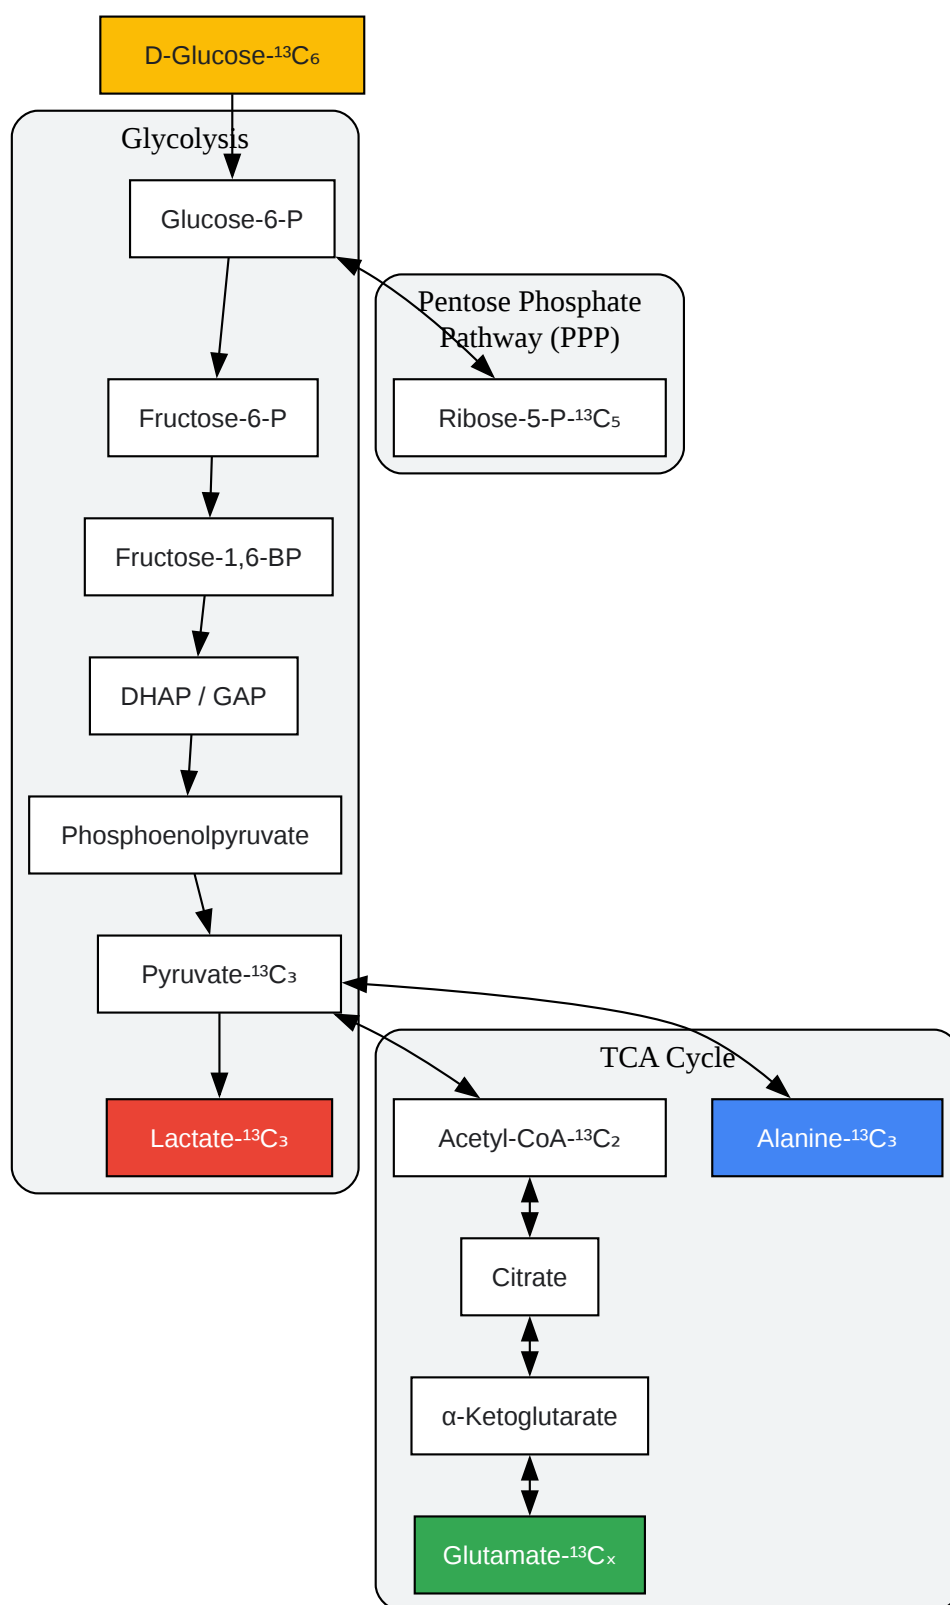 D-Glucose-¹³C₆
Glycolysis
Glucose-6-P
Pentose Phosphate
Pathway (PPP)
Fructose-6-P
Ribose-5-P-¹³C₅
Fructose-1,6-BP
DHAP / GAP
Phosphoenolpyruvate
Pyruvate-¹³C₃
TCA Cycle
Lactate-¹³C₃
Acetyl-CoA-¹³C₂
Alanine-¹³C₃
Citrate
α-Ketoglutarate
Glutamate-¹³Cₓ